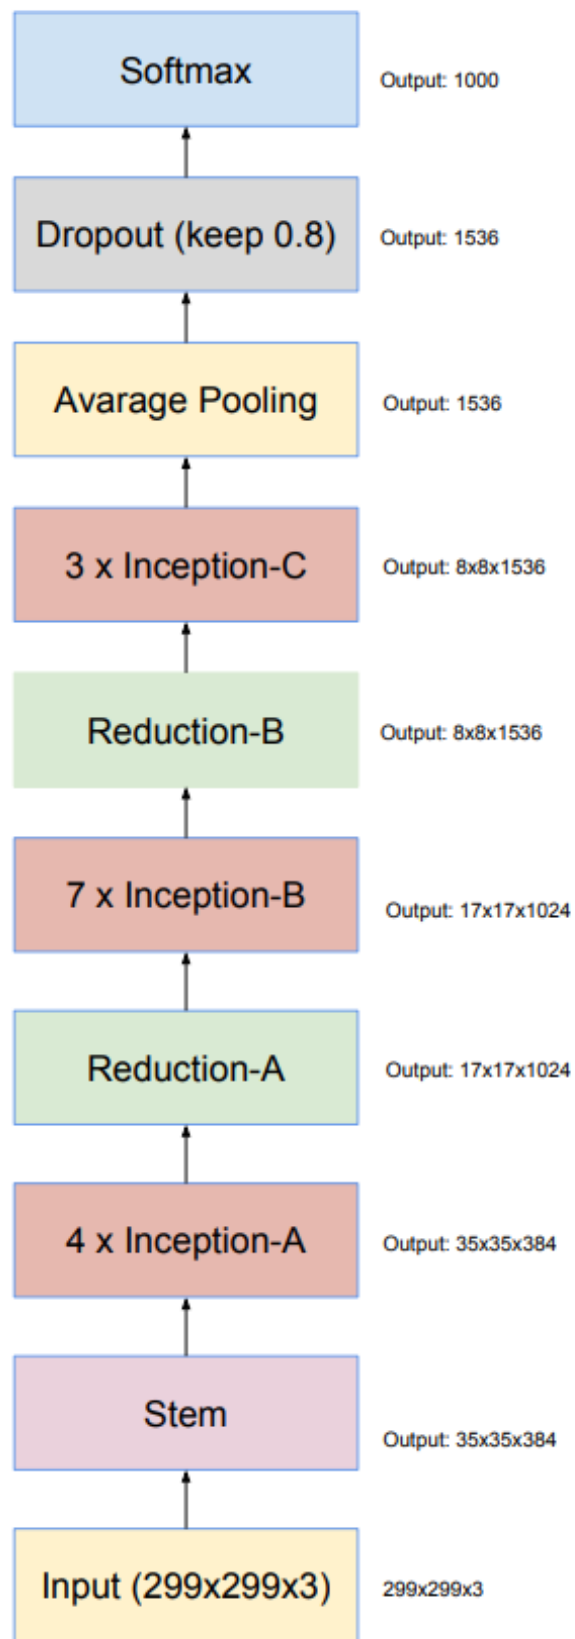 Softmax
Output: 1000
Dropout (keep 0.8)
Output: 1536
Avarage Pooling
Output: 1536
3 x Inception-C
Output: 8x8x1536
Reduction-B
Output: 8x8x1536
7 x Inception-B
Output: 17x17x1024
Reduction-A
Output: 17x17x1024
4 x Inception-A
Output: 35x35x384
Stem
Output: 35x35x384
Input (299x299x3)
299x299x3